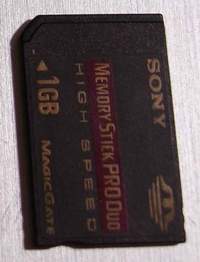 SONY
MEMORY STICK PRO DUO
HIGH SPEED
1GB
MAGICGATE